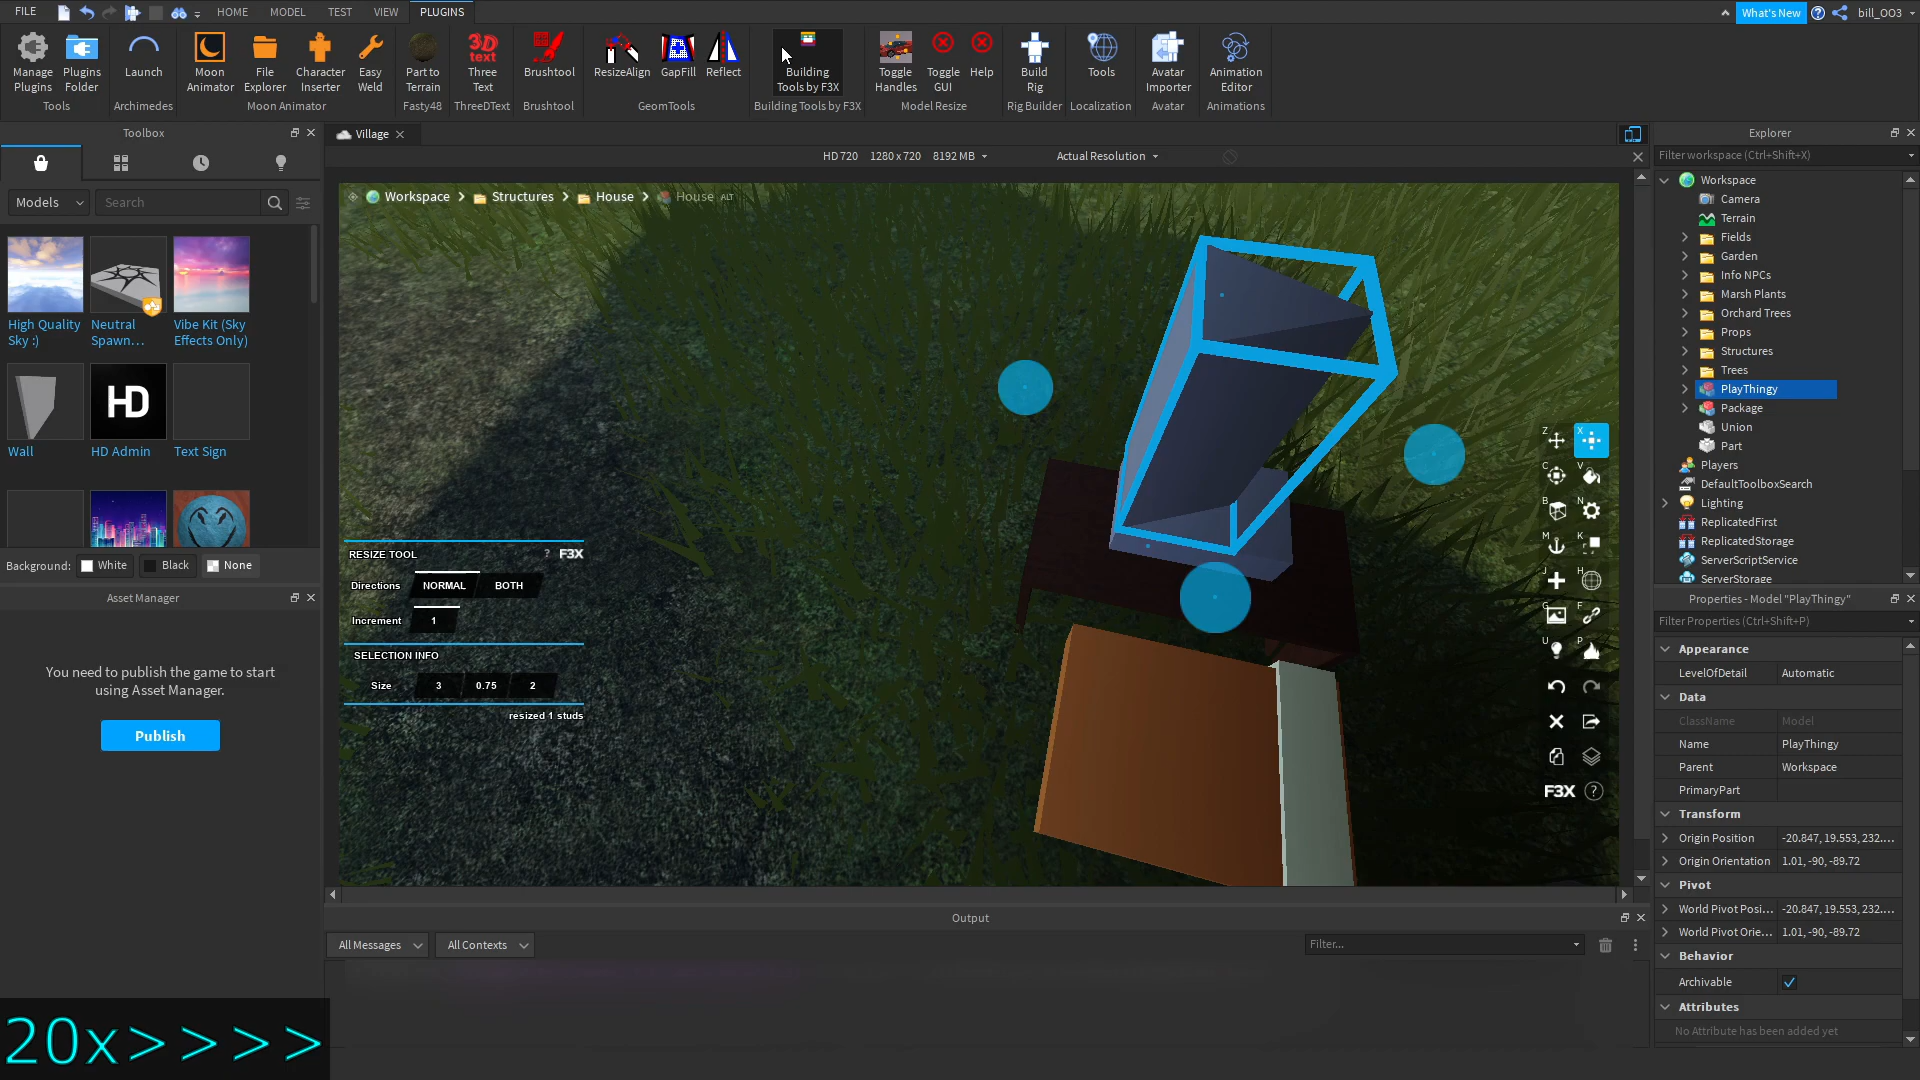 FILE
HOME
MODEL
TEST
VIEW
PLUGINS
What's New
bill_OO3
Manage Plugins
Plugins Folder
Tools
Launch
Archimedes
Moon Animator
File Explorer
Character Inserter
Easy Weld
Moon Animator
Part to Terrain
Fasty48
3D text
Three Text
ThreeDText
Brushtool
Brushtool
ResizeAlign
GapFill
Reflect
GeomTools
Building Tools by F3X
Building Tools by F3X
Toggle Handles
Toggle GUI
Help
Model Resize
Build Rig
Rig Builder
Tools
Localization
Avatar Importer
Avatar
Animation Editor
Animations
Toolbox
Models
Search
High Quality Sky :)
Neutral Spawn...
Vibe Kit (Sky Effects Only)
Wall
HD
HD Admin
Text Sign
Background:
White
Black
None
Asset Manager
You need to publish the game to start
using Asset Manager.
Publish
20x>>>>
Village
HD 720 1280 x 720 8192 MB
Actual Resolution
Workspace
Structures
House
House ALT
RESIZE TOOL
? F3X
Directions NORMAL BOTH
Increment 1
SELECTION INFO
Size 3 0.75 2
resized 1 studs
Z
X
C
V
B
N
M
K
J
H
G
F
U
P
F3X ?
Output
All Messages
All Contexts
Filter...
Explorer
Filter workspace (Ctrl+Shift+X)
Workspace
Camera
Terrain
Fields
Garden
Info NPCs
Marsh Plants
Orchard Trees
Props
Structures
Trees
PlayThingy
Package
Union
Part
Players
DefaultToolboxSearch
Lighting
ReplicatedFirst
ReplicatedStorage
ServerScriptService
ServerStorage
Properties - Model "PlayThingy"
Filter Properties (Ctrl+Shift+P)
Appearance
LevelOfDetail Automatic
Data
ClassName Model
Name PlayThingy
Parent Workspace
PrimaryPart
Transform
Origin Position -20.847, 19.553, 232....
Origin Orientation 1.01, -90, -89.72
Pivot
World Pivot Posi... -20.847, 19.553, 232....
World Pivot Orie... 1.01, -90, -89.72
Behavior
Archivable
Attributes
No Attribute has been added yet